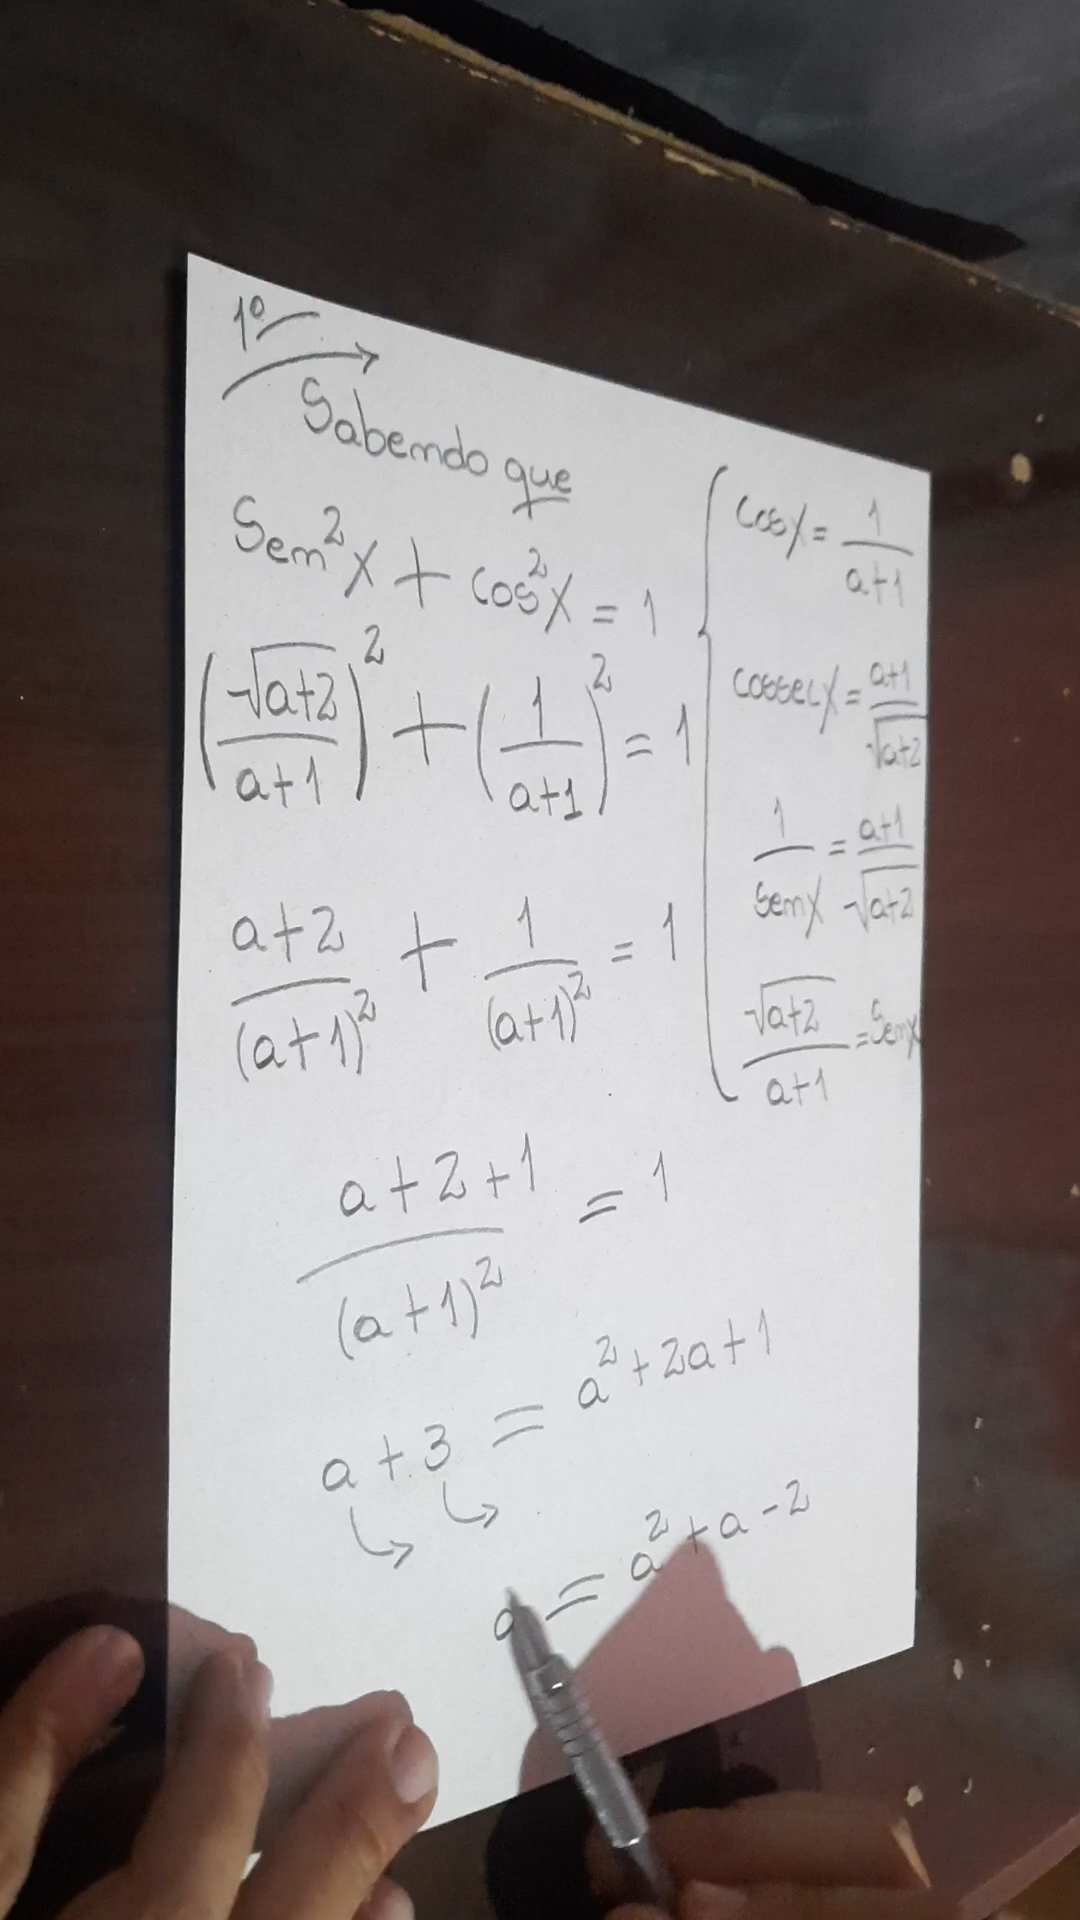 1º
Sabendo que
Sen²x + cos²x = 1
(√(a+2)/(a+1))² + (1/(a+1))² = 1
(a+2)/(a+1)² + 1/(a+1)² = 1
(a+2+1)/(a+1)² = 1
a + 3 = a² + 2a + 1
= a² + a - 2
cosx = 1/(a+1)
cossecx = (a+1)/√(a+2)
1/senx = (a+1)/√(a+2)
√(a+2)/(a+1) = senx